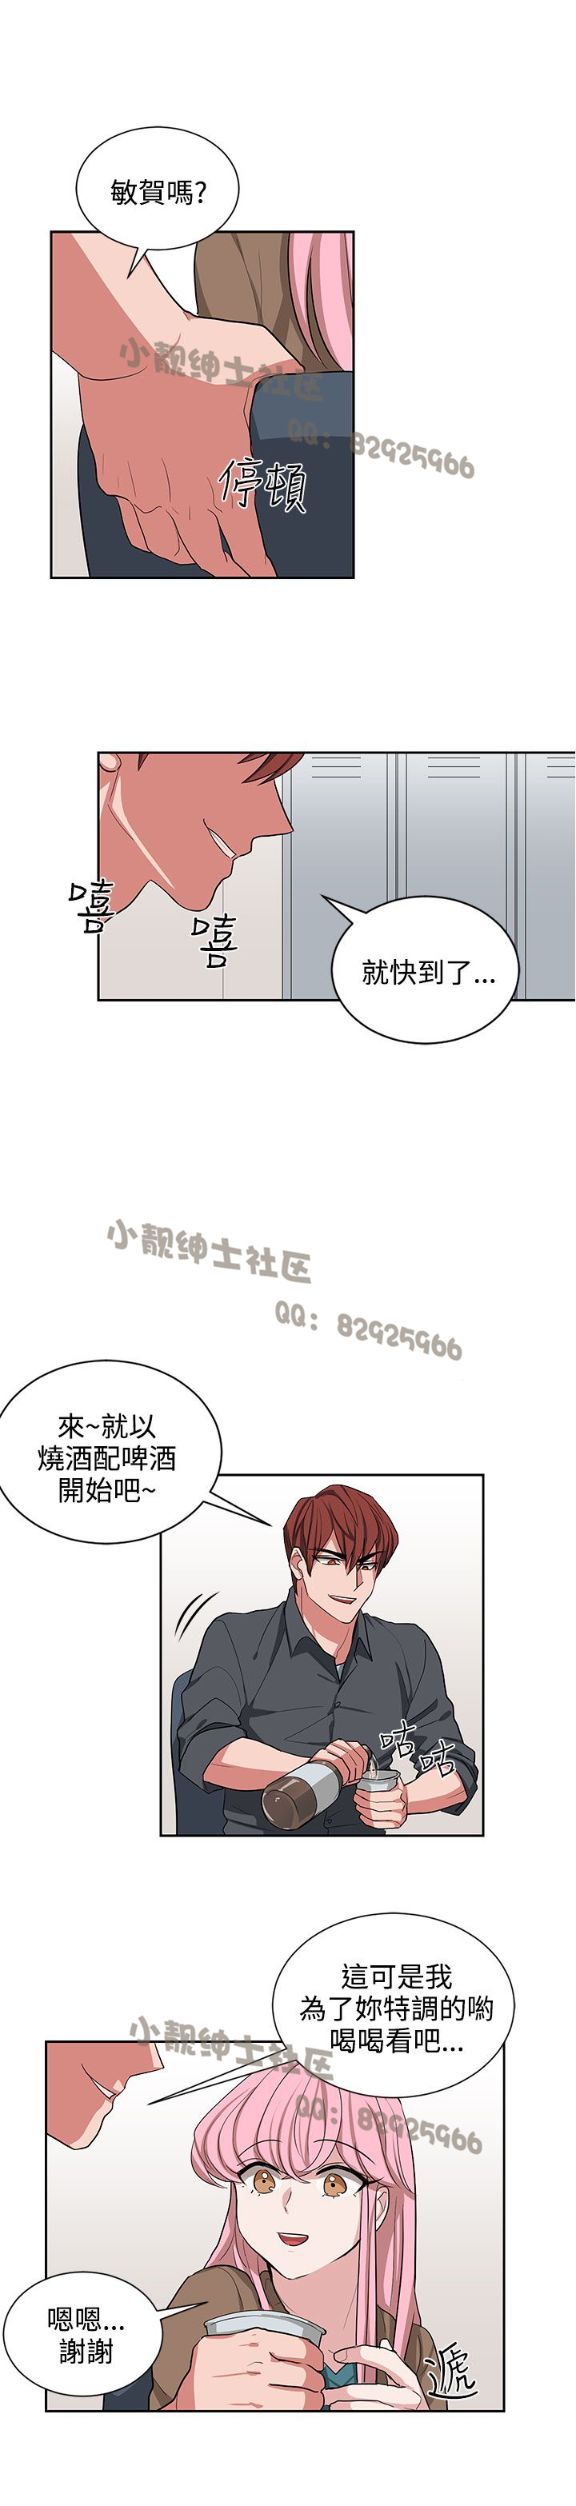 敏賀嗎?
小靚紳士社区
QQ: 82925966
停頓
嘻
嘻
就快到了...
小靚紳士社区
QQ: 82925966
來~就以
燒酒配啤酒
開始吧~
咕
咕
這可是我
為了妳特調的喲
喝喝看吧...
小靚紳士社区
QQ: 82925966
嗯嗯...
謝謝
遞